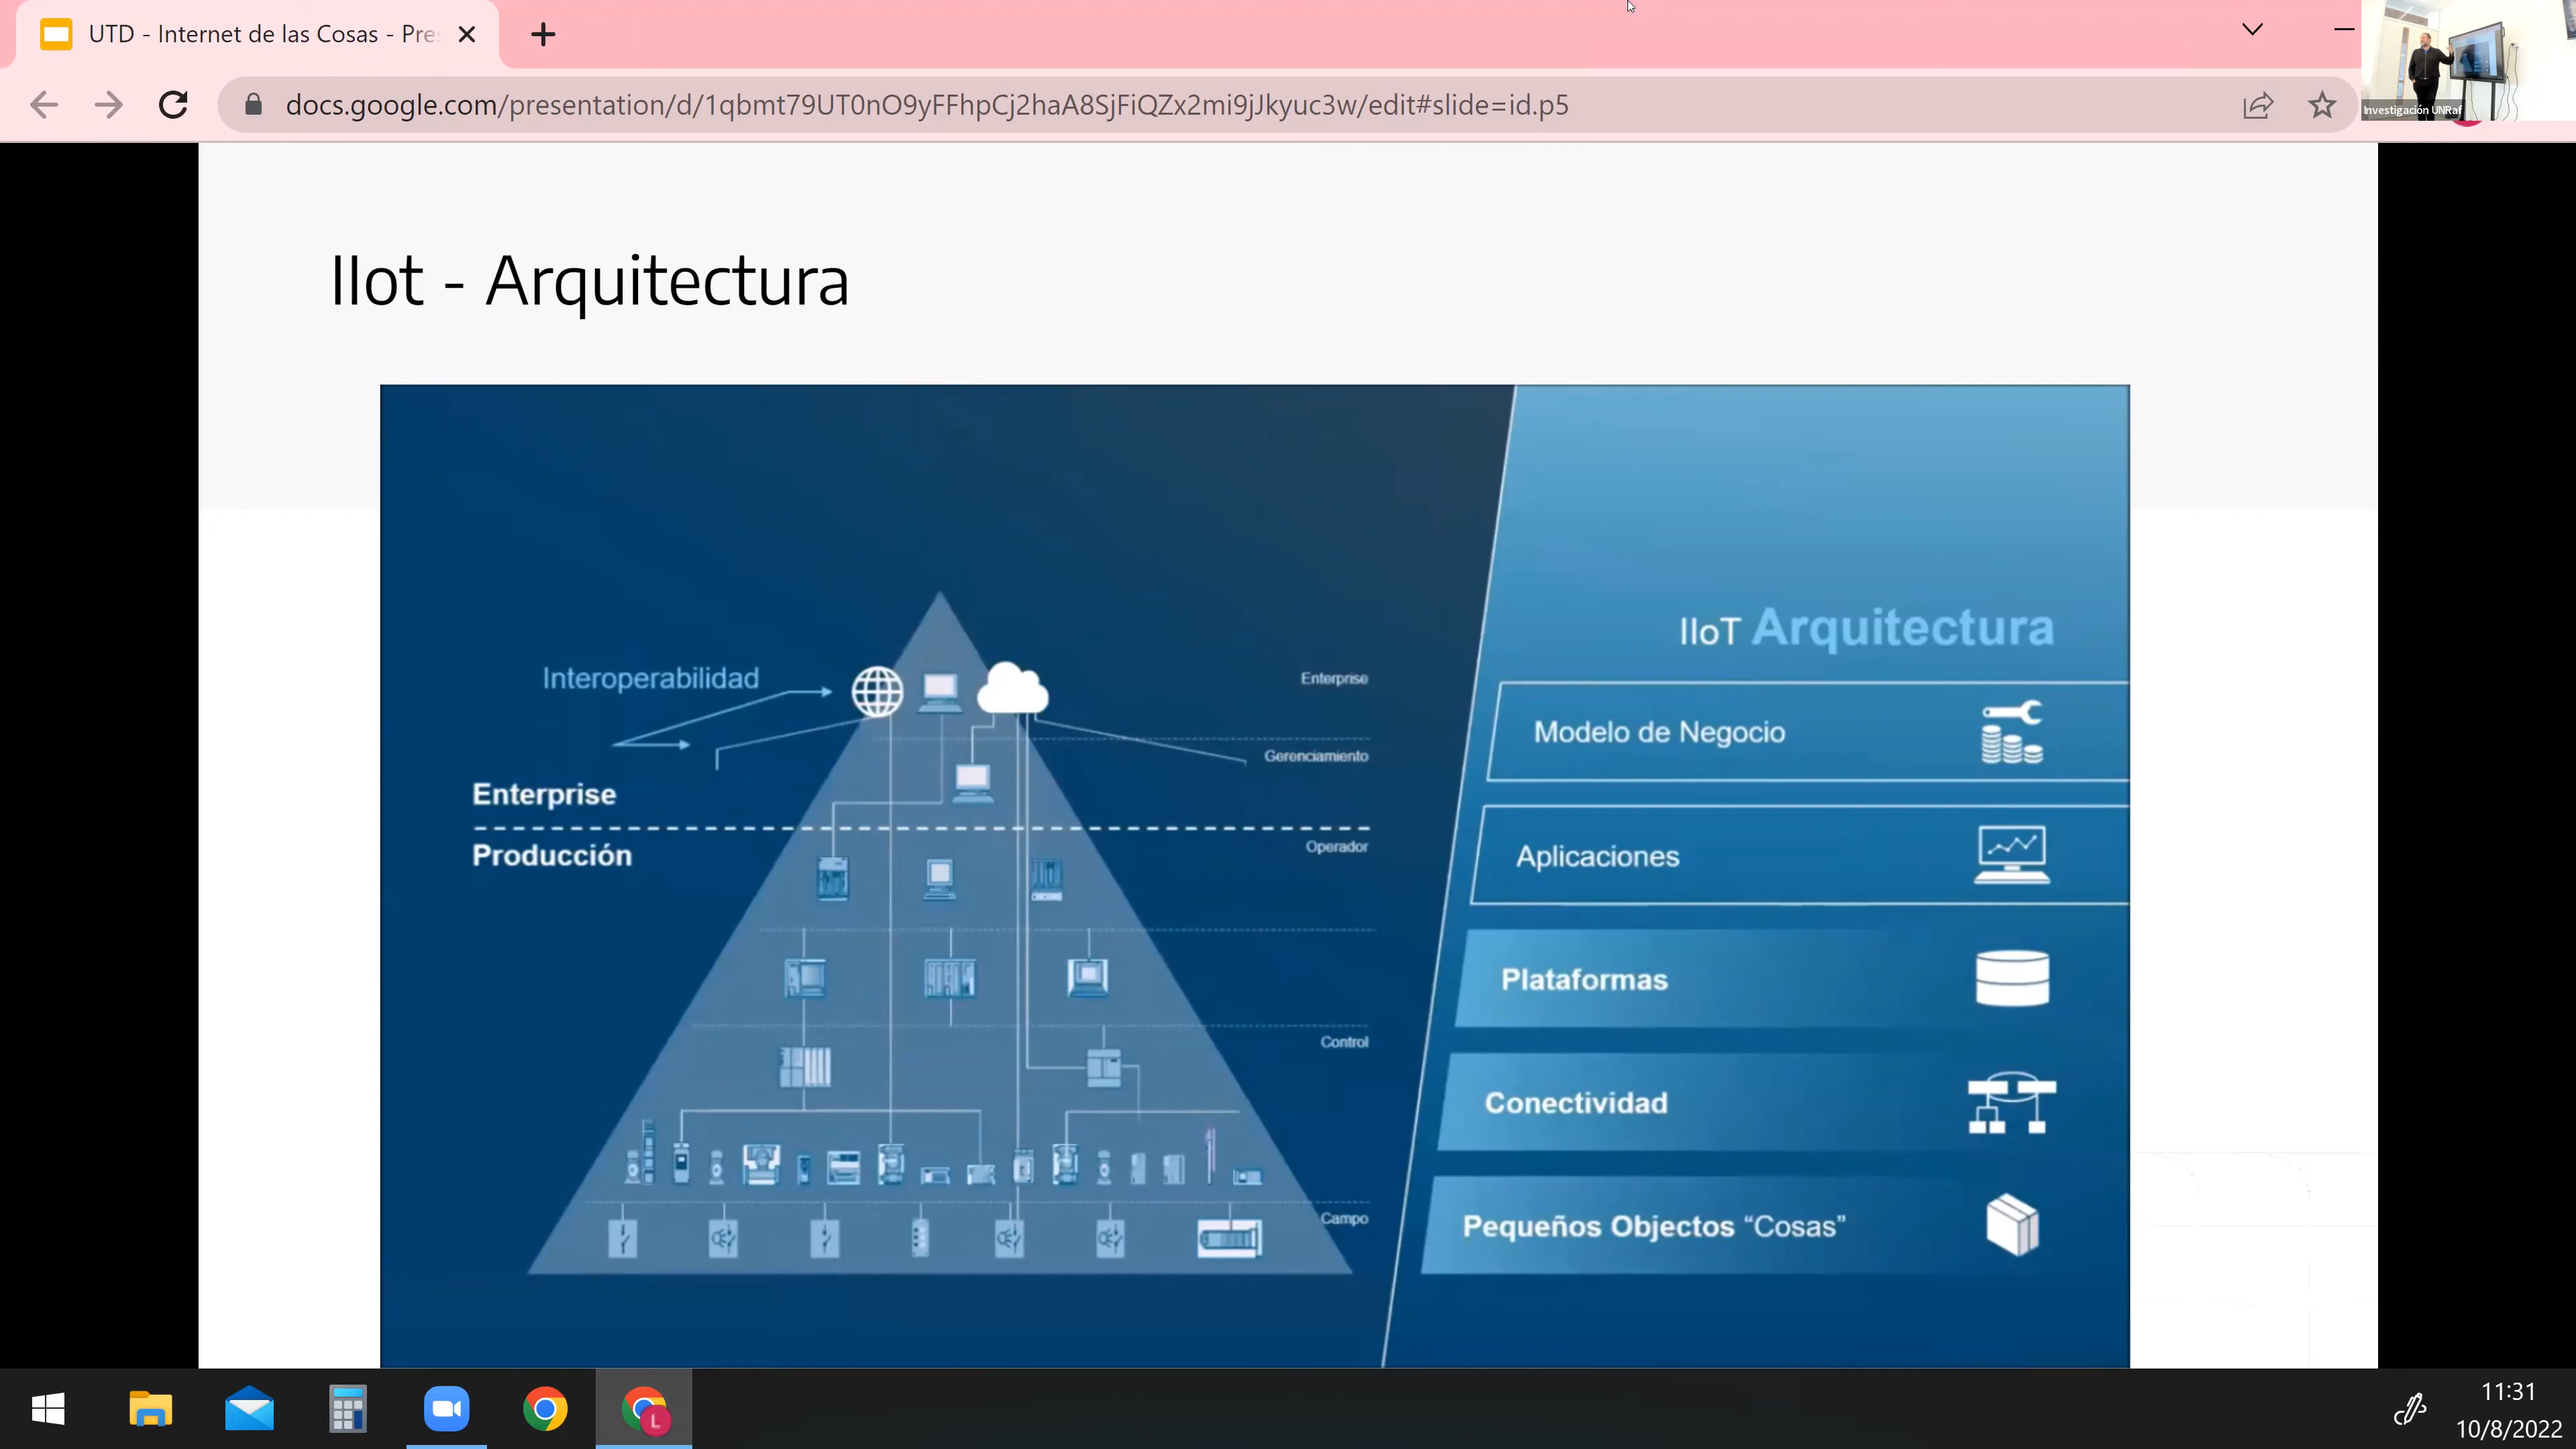 UTD - Internet de las Cosas - Pre
docs.google.com/presentation/d/1qbmt79UT0nO9yFFhpCj2haA8SjFiQZx2mi9jJkyuc3w/edit#slide=id.p5
Investigación UNRaf
IIot - Arquitectura
Interoperabilidad
Enterprise
Gerenciamiento
Enterprise
Producción
Operador
Control
Campo
IIoT Arquitectura
Modelo de Negocio
Aplicaciones
Plataformas
Conectividad
Pequeños Objectos “Cosas”
L
11:31
10/8/2022